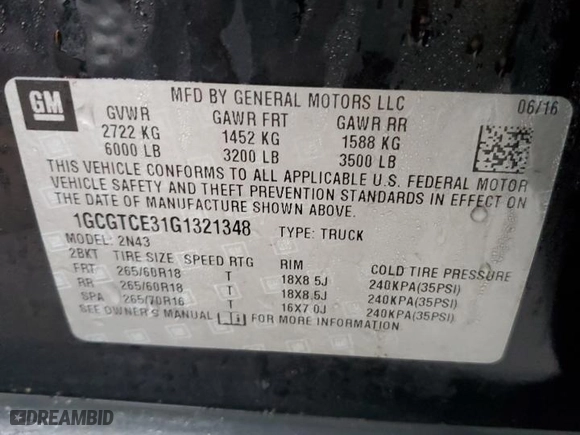 GM
MFD BY GENERAL MOTORS LLC 06/16
GVWR GAWR FRT GAWR RR
2722 KG 1452 KG 1588 KG
6000 LB 3200 LB 3500 LB
THIS VEHICLE CONFORMS TO ALL APPLICABLE U.S. FEDERAL MOTOR
VEHICLE SAFETY AND THEFT PREVENTION STANDARDS IN EFFECT ON
THE DATE OF MANUFACTURE SHOWN ABOVE.
1GCGTCE31G1321348 TYPE: TRUCK
MODEL: 2N43
2BKT TIRE SIZE SPEED RTG RIM COLD TIRE PRESSURE
FRT 265/60R18 T 18X8.5J 240KPA(35PSI)
RR 265/60R18 T 18X8.5J 240KPA(35PSI)
SPA 265/70R16 T 16X7.0J 240KPA(35PSI)
SEE OWNER'S MANUAL FOR MORE INFORMATION
DREAMBID